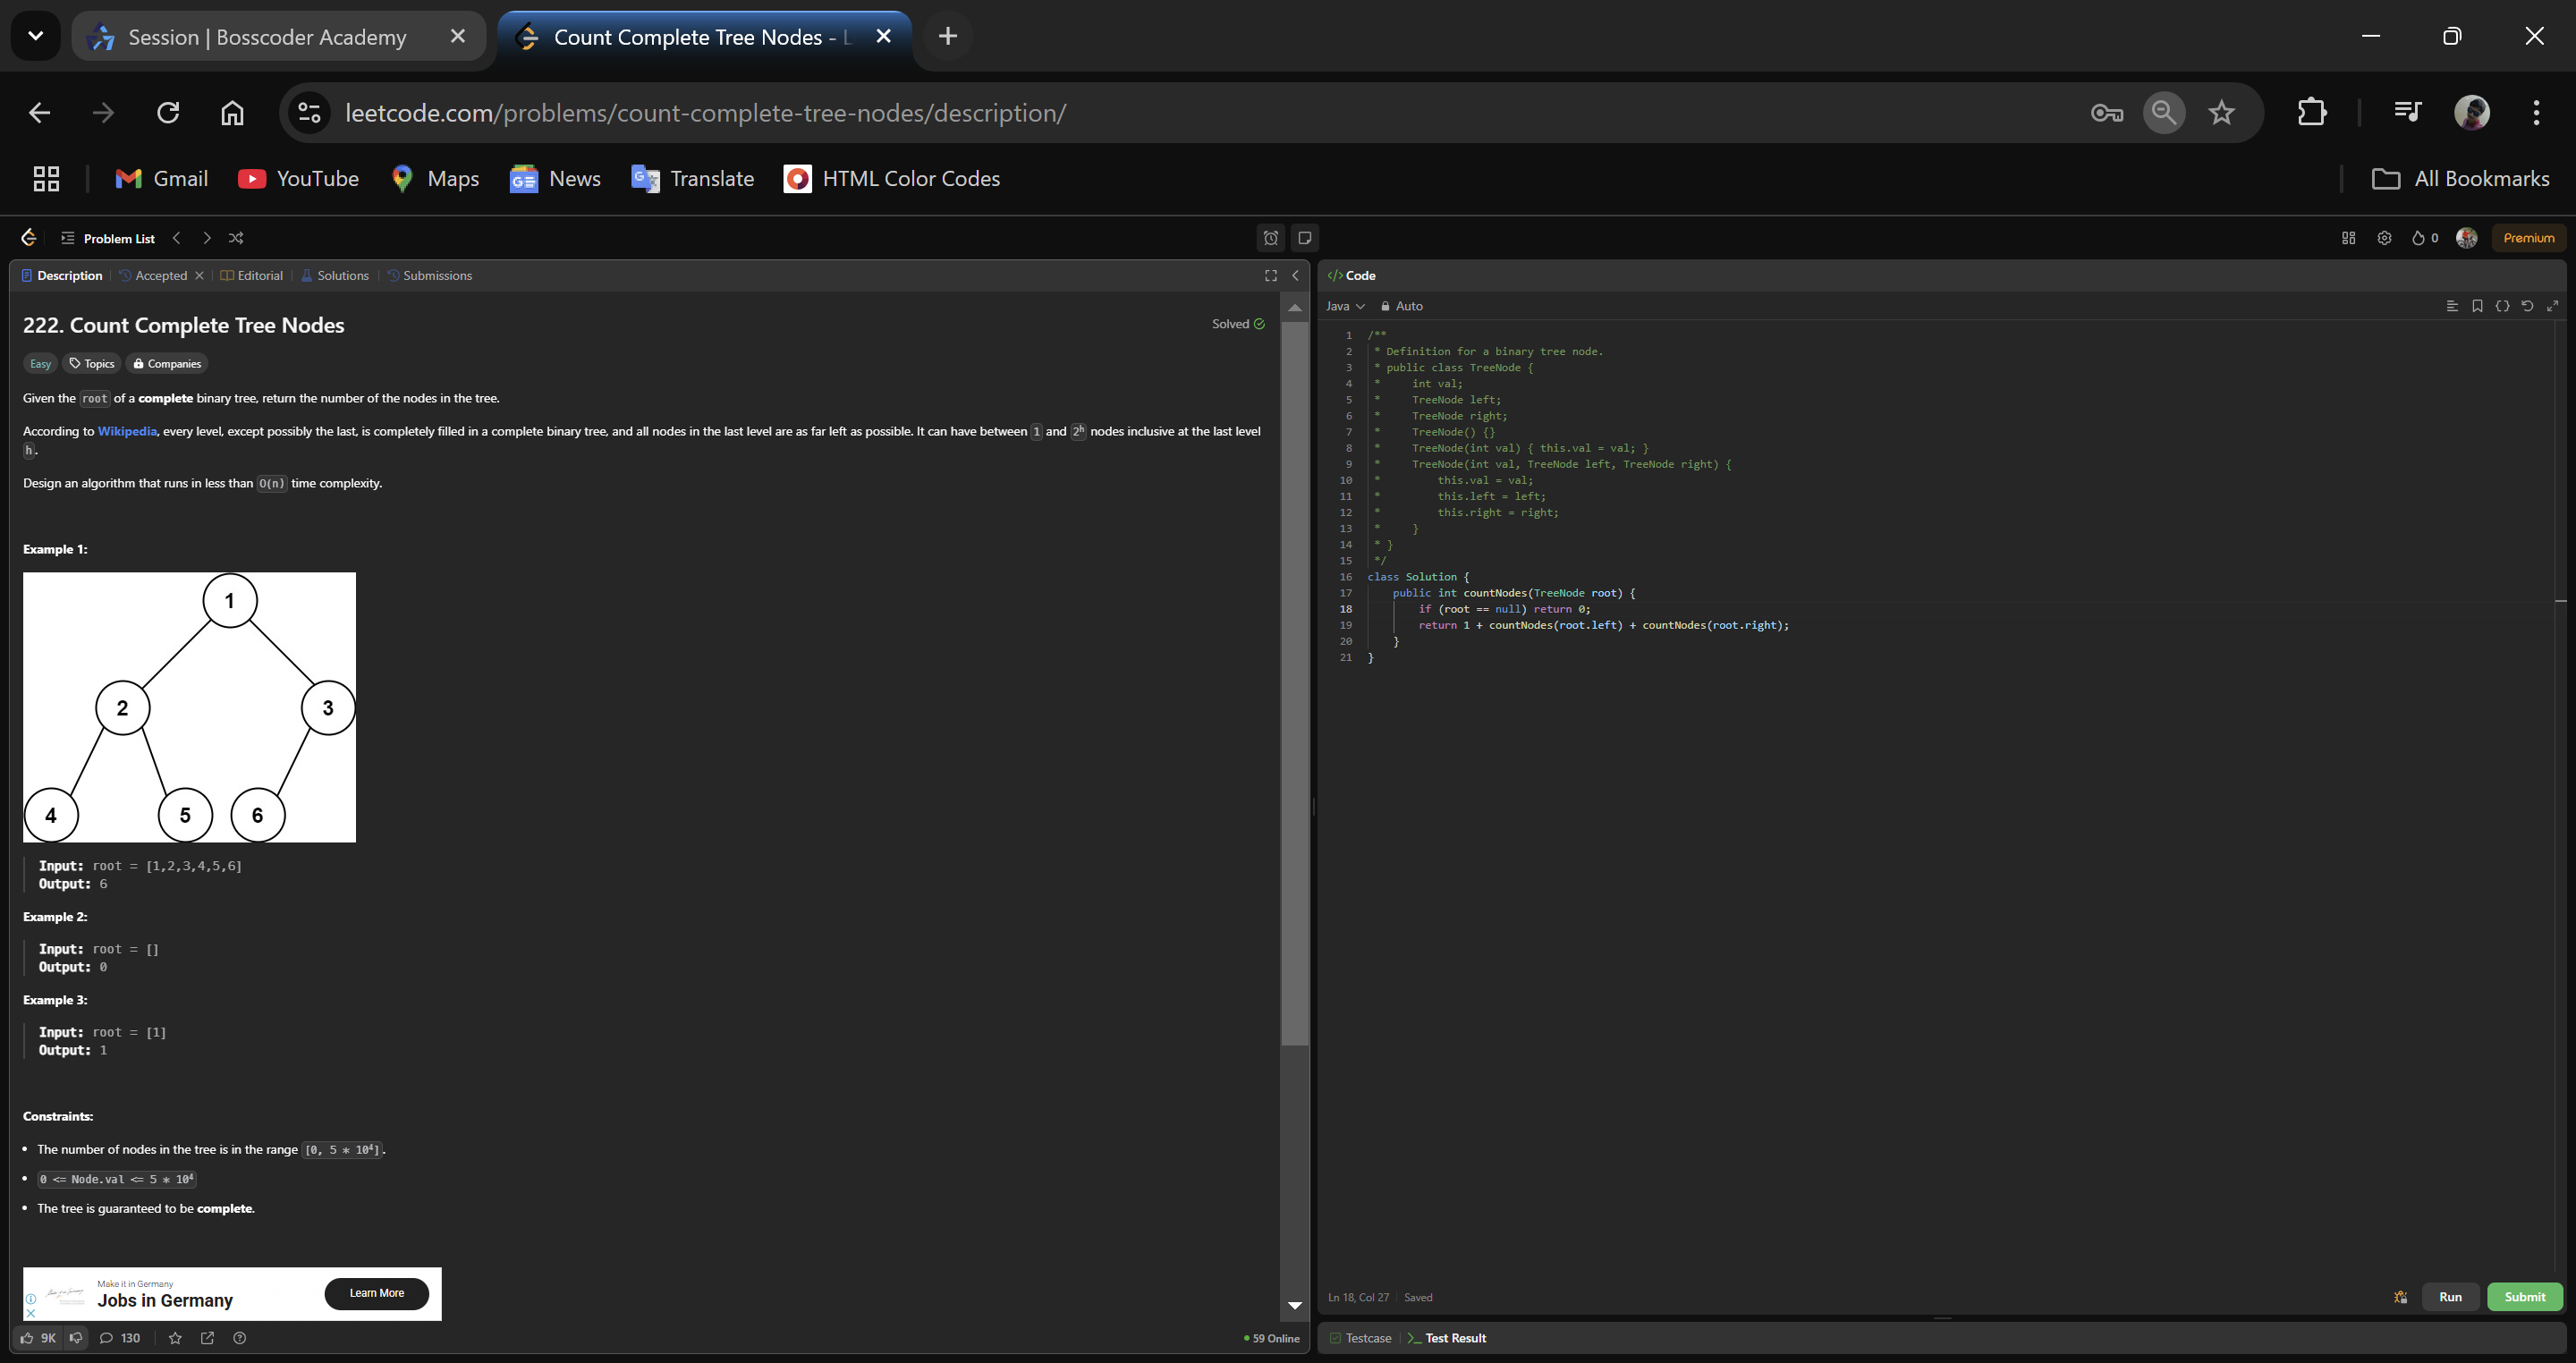 Session | Bosscoder Academy
Count Complete Tree Nodes - L
leetcode.com/problems/count-complete-tree-nodes/description/
Gmail
YouTube
Maps
News
Translate
HTML Color Codes
All Bookmarks
Problem List
0
Premium
Description
Accepted
Editorial
Solutions
Submissions
222. Count Complete Tree Nodes
Solved
Easy
Topics
Companies
Given the root of a complete binary tree, return the number of the nodes in the tree.
According to Wikipedia, every level, except possibly the last, is completely filled in a complete binary tree, and all nodes in the last level are as far left as possible. It can have between 1 and 2ʰ nodes inclusive at the last level
h.
Design an algorithm that runs in less than O(n) time complexity.
Example 1:
1
2 3
4 5 6
Input: root = [1,2,3,4,5,6]
Output: 6
Example 2:
Input: root = []
Output: 0
Example 3:
Input: root = [1]
Output: 1
Constraints:
• The number of nodes in the tree is in the range [0, 5 * 10⁴].
• 0 <= Node.val <= 5 * 10⁴
• The tree is guaranteed to be complete.
Make it in Germany
Jobs in Germany
Learn More
9K
130
59 Online
</> Code
Java
Auto
1 /**
2 * Definition for a binary tree node.
3 * public class TreeNode {
4 * int val;
5 * TreeNode left;
6 * TreeNode right;
7 * TreeNode() {}
8 * TreeNode(int val) { this.val = val; }
9 * TreeNode(int val, TreeNode left, TreeNode right) {
10 * this.val = val;
11 * this.left = left;
12 * this.right = right;
13 * }
14 * }
15 */
16 class Solution {
17 public int countNodes(TreeNode root) {
18 if (root == null) return 0;
19 return 1 + countNodes(root.left) + countNodes(root.right);
20 }
21 }
Ln 18, Col 27
Saved
Run
Submit
Testcase
Test Result